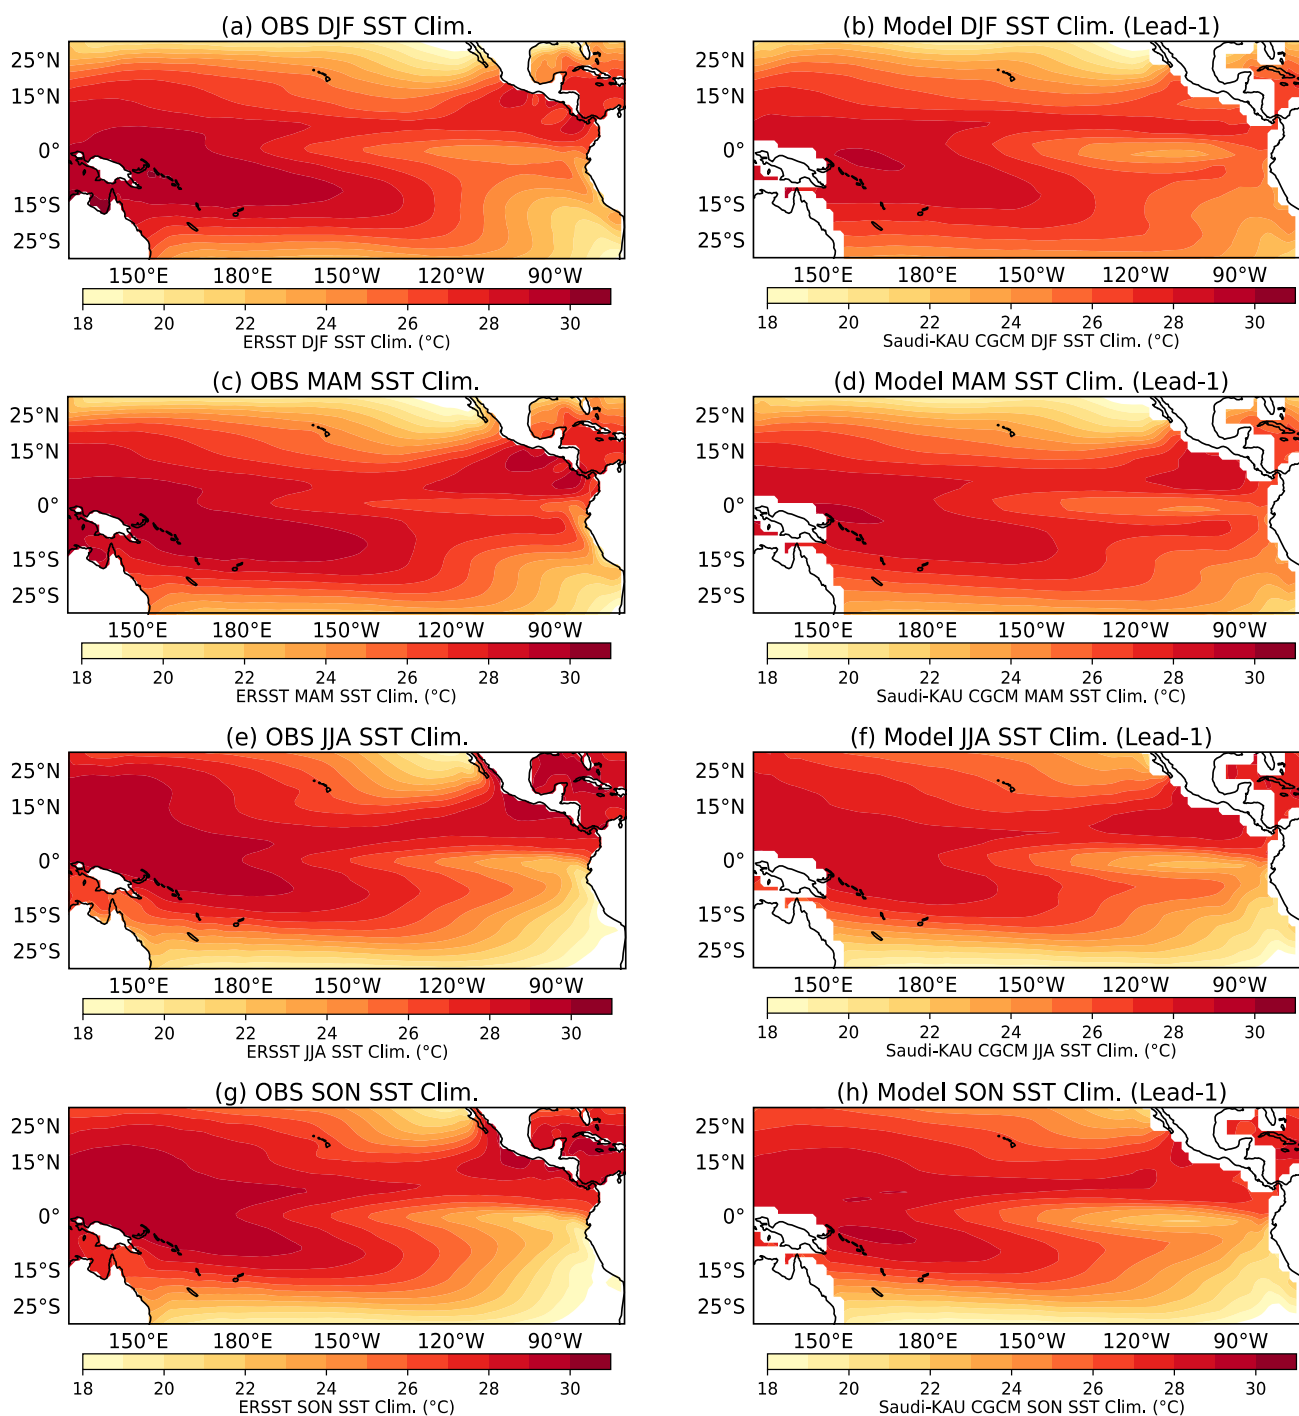 (a) OBS DJF SST Clim.
25°N
15°N
0°
15°S
25°S
150°E 180°E 150°W 120°W 90°W
18 20 22 24 26 28 30
ERSST DJF SST Clim. (°C)
(b) Model DJF SST Clim. (Lead-1)
25°N
15°N
0°
15°S
25°S
150°E 180°E 150°W 120°W 90°W
18 20 22 24 26 28 30
Saudi-KAU CGCM DJF SST Clim. (°C)
(c) OBS MAM SST Clim.
25°N
15°N
0°
15°S
25°S
150°E 180°W 150°W 120°W 90°W
18 20 22 24 26 28 30
ERSST MAM SST Clim. (°C)
(d) Model MAM SST Clim. (Lead-1)
25°N
15°N
0°
15°S
25°S
150°E 180°W 150°W 120°W 90°W
18 20 22 24 26 28 30
Saudi-KAU CGCM MAM SST Clim. (°C)
(e) OBS JJA SST Clim.
25°N
15°N
0°
15°S
25°S
150°E 180°W 150°W 120°W 90°W
18 20 22 24 26 28 30
ERSST JJA SST Clim. (°C)
(f) Model JJA SST Clim. (Lead-1)
25°N
15°N
0°
15°S
25°S
150°E 180°W 150°W 120°W 90°W
18 20 22 24 26 28 30
Saudi-KAU CGCM JJA SST Clim. (°C)
(g) OBS SON SST Clim.
25°N
15°N
0°
15°S
25°S
150°E 180°W 150°W 120°W 90°W
18 20 22 24 26 28 30
ERSST SON SST Clim. (°C)
(h) Model SON SST Clim. (Lead-1)
25°N
15°N
0°
15°S
25°S
150°E 180°W 150°W 120°W 90°W
18 20 22 24 26 28 30
Saudi-KAU CGCM SON SST Clim. (°C)